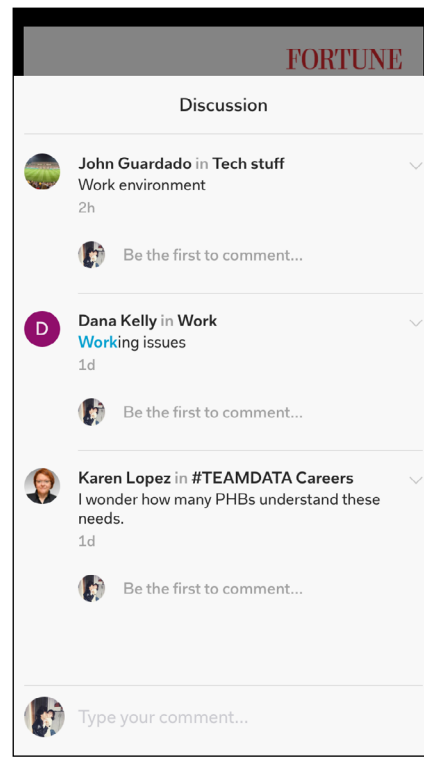 FORTUNE
Discussion
John Guardado in Tech stuff
Work environment
2h
Be the first to comment...
D
Dana Kelly in Work
Working issues
1d
Be the first to comment...
Karen Lopez in #TEAMDATA Careers
I wonder how many PHBs understand these
needs.
1d
Be the first to comment...
Type your comment...